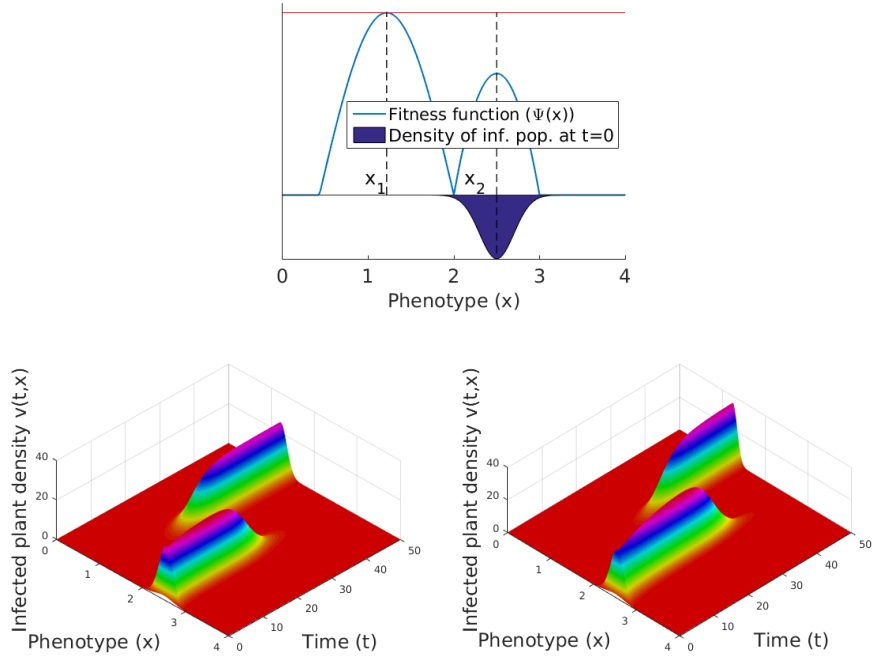 Fitness function (Ψ(x))
Density of inf. pop. at t=0
x1 x2
0 1 2 3 4
Phenotype (x)
Infected plant density v(t,x)
40
20
0
0
1
2
3
4
Phenotype (x)
0
10
20
30
40
50
Time (t)
Infected plant density v(t,x)
40
20
0
0
1
2
3
4
Phenotype (x)
0
10
20
30
40
50
Time (t)